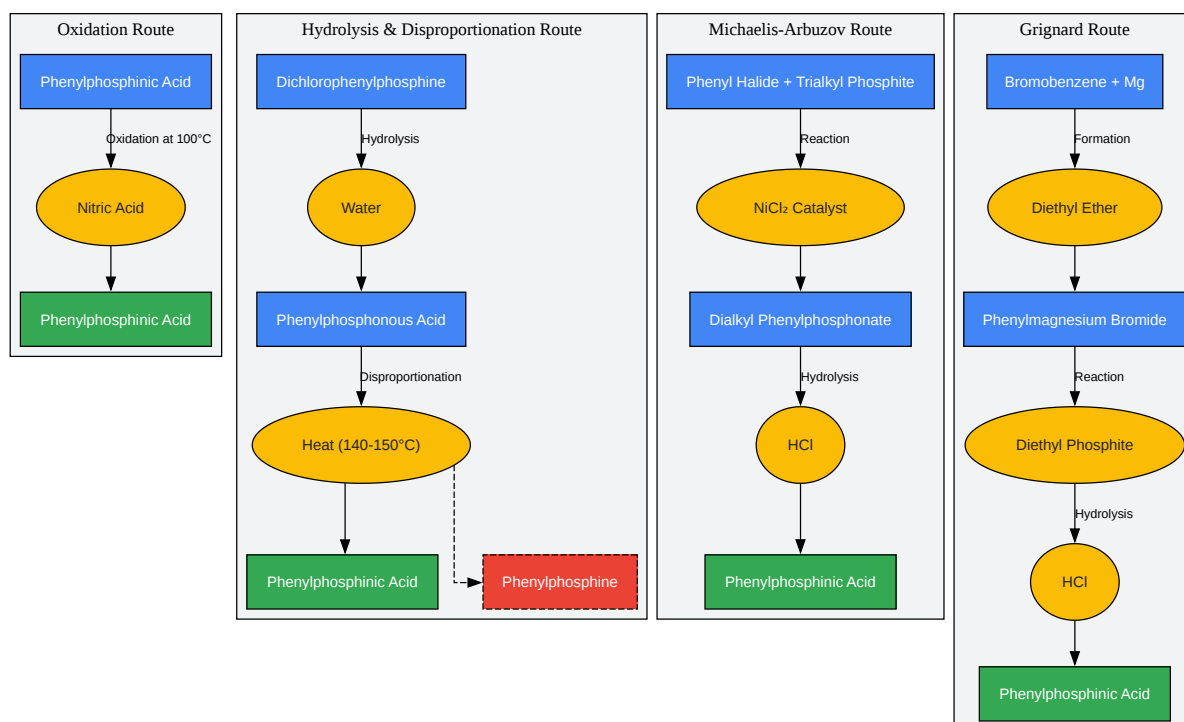 Oxidation Route
Phenylphosphinic Acid
Oxidation at 100°C
Nitric Acid
Phenylphosphinic Acid
Hydrolysis & Disproportionation Route
Dichlorophenylphosphine
Hydrolysis
Water
Phenylphosphonous Acid
Disproportionation
Heat (140-150°C)
Phenylphosphinic Acid
Phenylphosphine
Michaelis-Arbuzov Route
Phenyl Halide + Trialkyl Phosphite
Reaction
NiCl₂ Catalyst
Dialkyl Phenylphosphonate
Hydrolysis
HCl
Phenylphosphinic Acid
Grignard Route
Bromobenzene + Mg
Formation
Diethyl Ether
Phenylmagnesium Bromide
Reaction
Diethyl Phosphite
Hydrolysis
HCl
Phenylphosphinic Acid